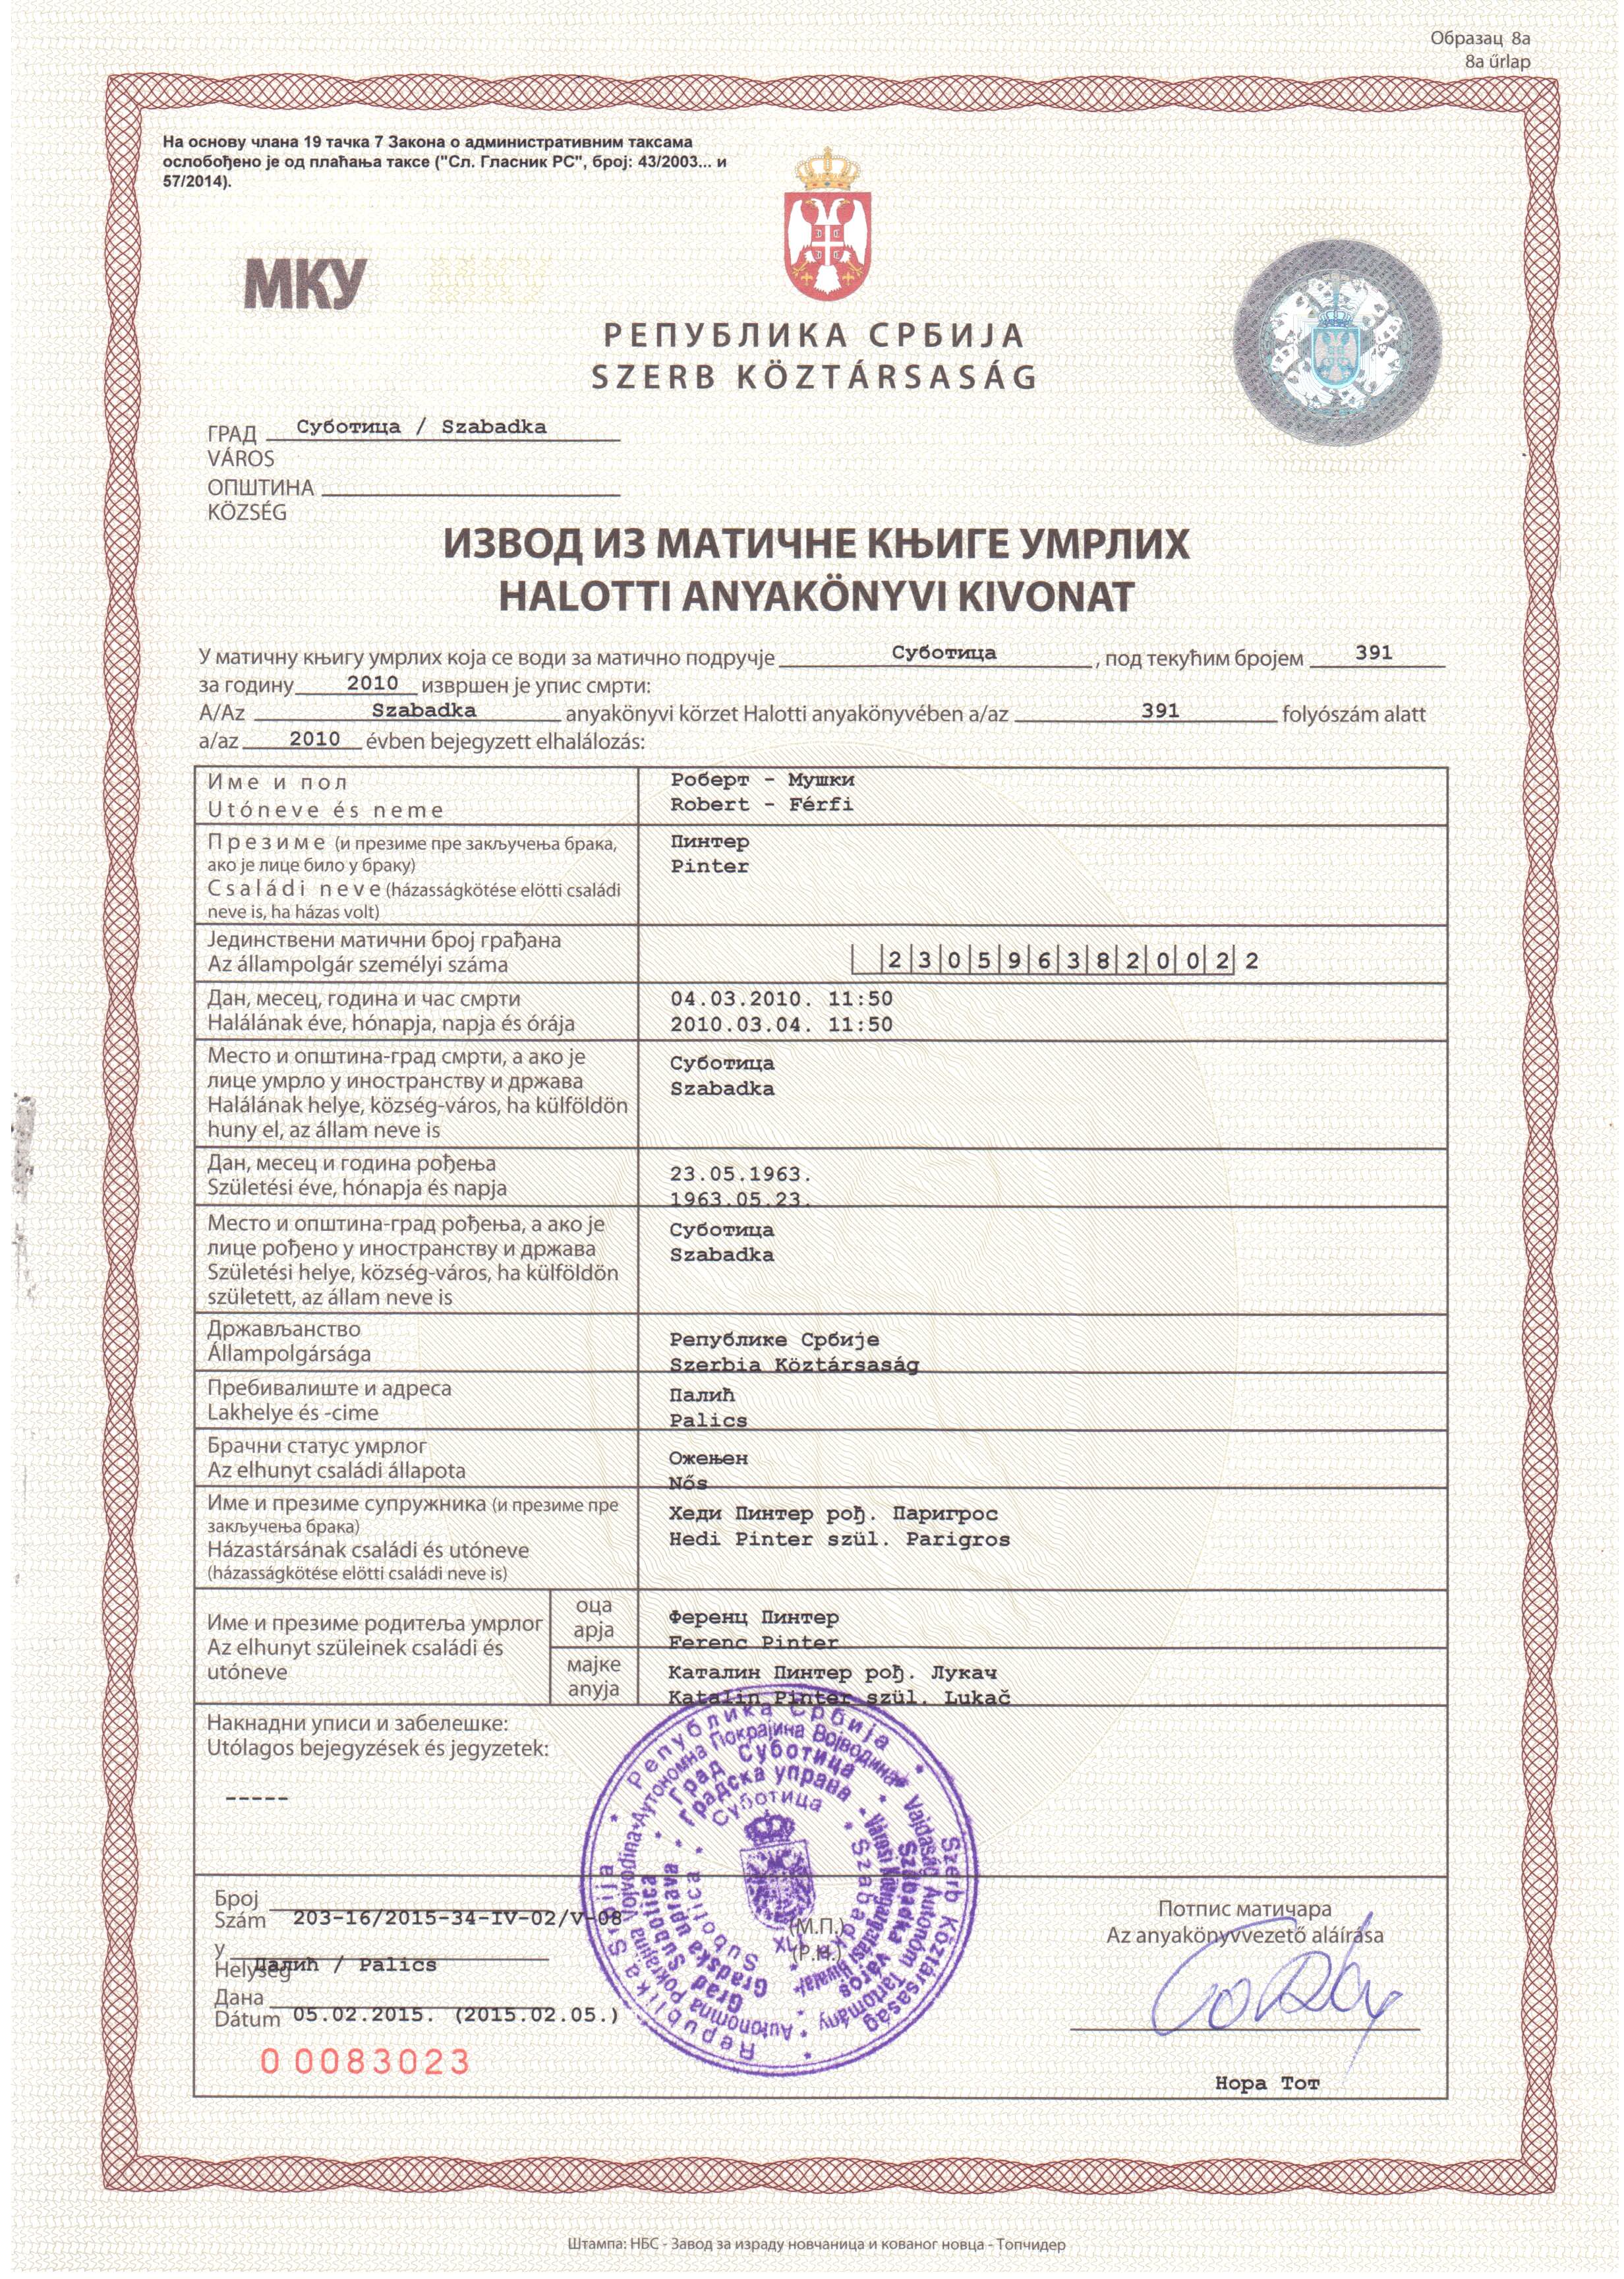 Образац 8а
8a űrlap
На основу члана 19 тачка 7 Закона о административним таксама
ослобођено је од плаћања таксе ("Сл. Гласник РС", број: 43/2003... и
57/2014).
МКУ
РЕПУБЛИКА СРБИЈА
SZERB KÖZTÁRSASÁG
ГРАД Суботица / Szabadka
VÁROS
ОПШТИНА
KÖZSÉG
ИЗВОД ИЗ МАТИЧНЕ КЊИГЕ УМРЛИХ
HALOTTI ANYAKÖNYVI KIVONAT
У матичну књигу умрлих која се води за матично подручје Суботица, под текућим бројем 391
за годину 2010 извршен је упис смрти:
A/Az Szabadka anyakönyvi körzet Halotti anyakönyvében a/az 391 folyószám alatt
a/az 2010 évben bejegyzett elhalálozás:
Име и пол
Utóneve és neme
Роберт - Мушки
Robert - Férfi
Презиме (и презиме пре закључења брака,
ако је лице било у браку)
Családi neve (házasságkötése elötti családi
neve is, ha házas volt)
Пинтер
Pinter
Јединствени матични број грађана
Az állampolgár személyi száma
2305963820022
Дан, месец, година и час смрти
Halálának éve, hónapja, napja és órája
04.03.2010. 11:50
2010.03.04. 11:50
Место и општина-град смрти, а ако је
лице умрло у иностранству и држава
Halálának helye, község-város, ha külföldön
huny el, az állam neve is
Суботица
Szabadka
Дан, месец и година рођења
Születési éve, hónapja és napja
23.05.1963.
1963.05.23.
Место и општина-град рођења, а ако је
лице рођено у иностранству и држава
Születési helye, község-város, ha külföldön
született, az állam neve is
Суботица
Szabadka
Држављанство
Állampolgársága
Републике Србије
Szerbia Köztársaság
Пребивалиште и адреса
Lakhelye és -cime
Палић
Palics
Брачни статус умрлог
Az elhunyt családi állapota
Ожењен
Nős
Име и презиме супружника (и презиме пре
закључења брака)
Házastársának családi és utóneve
(házasságkötése elötti családi neve is)
Хеди Пинтер рођ. Паригрос
Hedi Pinter szül. Parigros
Име и презиме родитеља умрлог
Az elhunyt szüleinek családi és
utóneve
оца
apja
Ференц Пинтер
Ferenc Pinter
мајке
anyja
Каталин Пинтер рођ. Лукач
Katalin Pinter szül. Lukač
Накнадни уписи и забелешке:
Utólagos bejegyzések és jegyzetek:
-----
Република Србија
Аутономна Покрајина Војводина
Град Суботица
Градска управа
Суботица
Szerb Köztársaság
Vajdaság Autonóm Tartomány
Szabadka város
Szabadka
Republika Srbija
Autonomna Pokrajina Vojvodina
Grad Subotica
Gradska uprava
Subotica
XLIX
Број
Szám 203-16/2015-34-IV-02/V-08
у
Helység Палић / Palics
Дана
Dátum 05.02.2015. (2015.02.05.)
0 0083023
(М.П.)
(P.H.)
Потпис матичара
Az anyakönyvvezető aláírása
Нора Тот
Штампа: НБС - Завод за израду новчаница и кованог новца - Топчидер